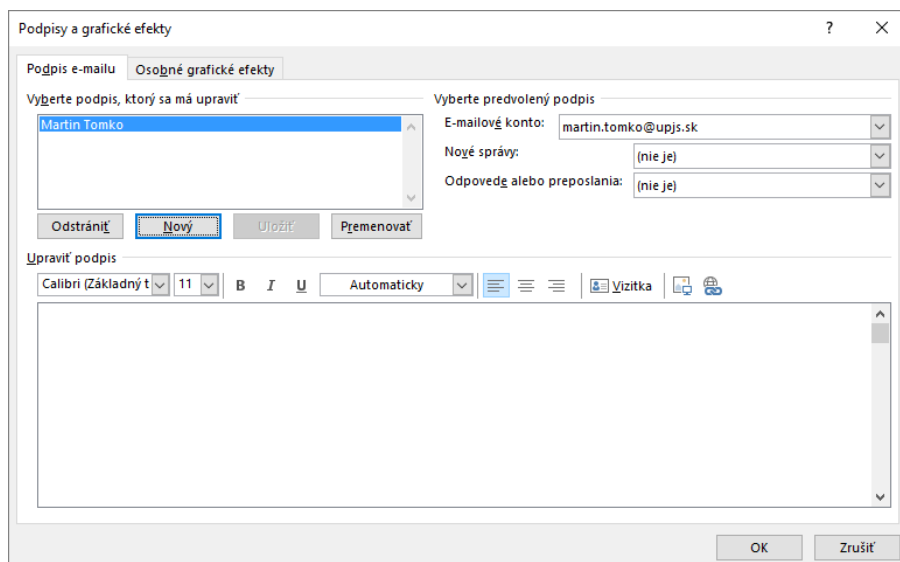 Podpisy a grafické efekty
?
Podpis e-mailu
Osobné grafické efekty
Vyberte podpis, ktorý sa má upraviť
Martin Tomko
Odstrániť
Nový
Uložiť
Premenovať
Vyberte predvolený podpis
E-mailové konto:
martin.tomko@upjs.sk
Nové správy:
(nie je)
Odpovede alebo preposlania:
(nie je)
Upraviť podpis
Calibri (Základný t
11
B
I
U
Automaticky
Vizitka
OK
Zrušiť